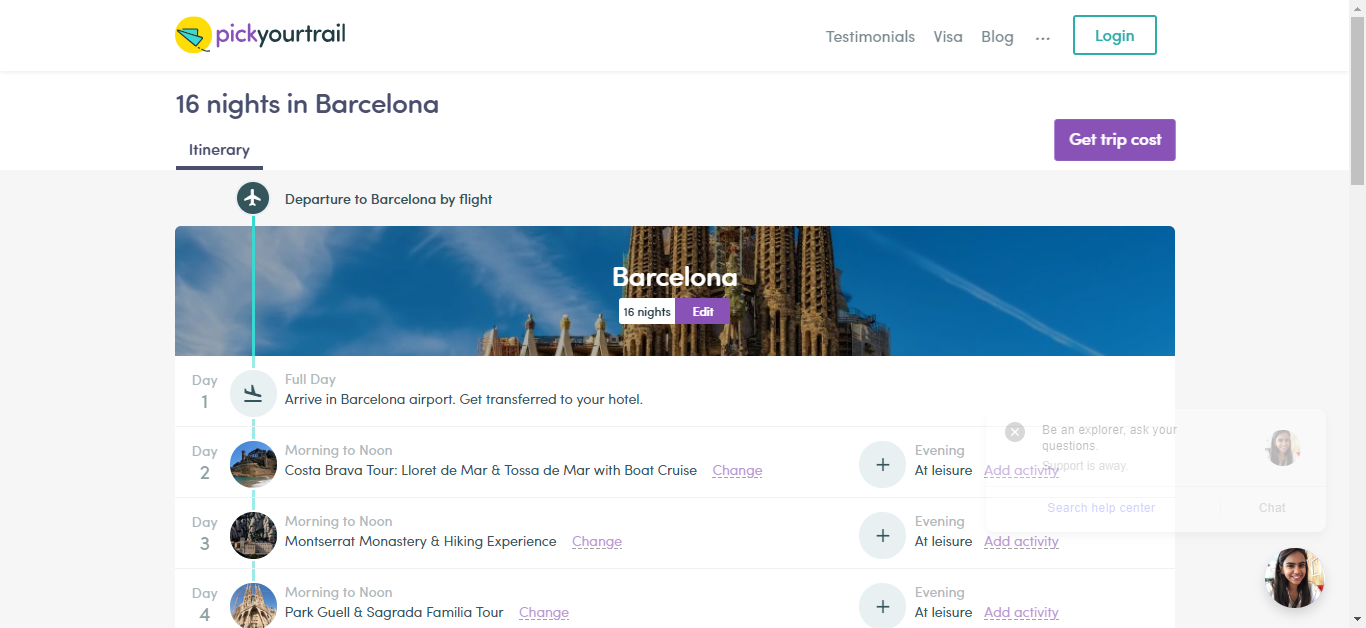 pickyourtrail
Testimonials Visa Blog ... Login
16 nights in Barcelona
Itinerary
Get trip cost
Departure to Barcelona by flight
Barcelona
16 nights Edit
Day 1
Full Day
Arrive in Barcelona airport. Get transferred to your hotel.
Day 2
Morning to Noon
Costa Brava Tour: Lloret de Mar & Tossa de Mar with Boat Cruise Change
Evening
At leisure Add activity
Be an explorer, ask your
questions.
Support is away.
Search help center Chat
Day 3
Morning to Noon
Montserrat Monastery & Hiking Experience Change
Evening
At leisure Add activity
Day 4
Morning to Noon
Park Guell & Sagrada Familia Tour Change
Evening
At leisure Add activity